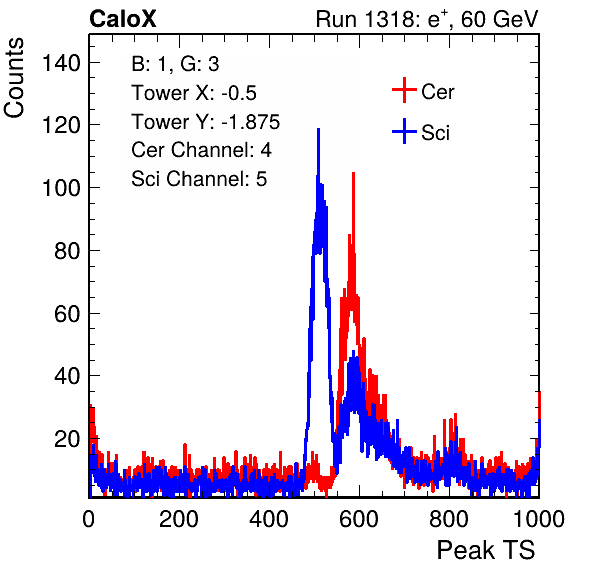 CaloX Run 1318: e+, 60 GeV
Counts
B: 1, G: 3
Tower X: -0.5
Tower Y: -1.875
Cer Channel: 4
Sci Channel: 5
Cer
Sci
140
120
100
80
60
40
20
0 200 400 600 800 1000
Peak TS